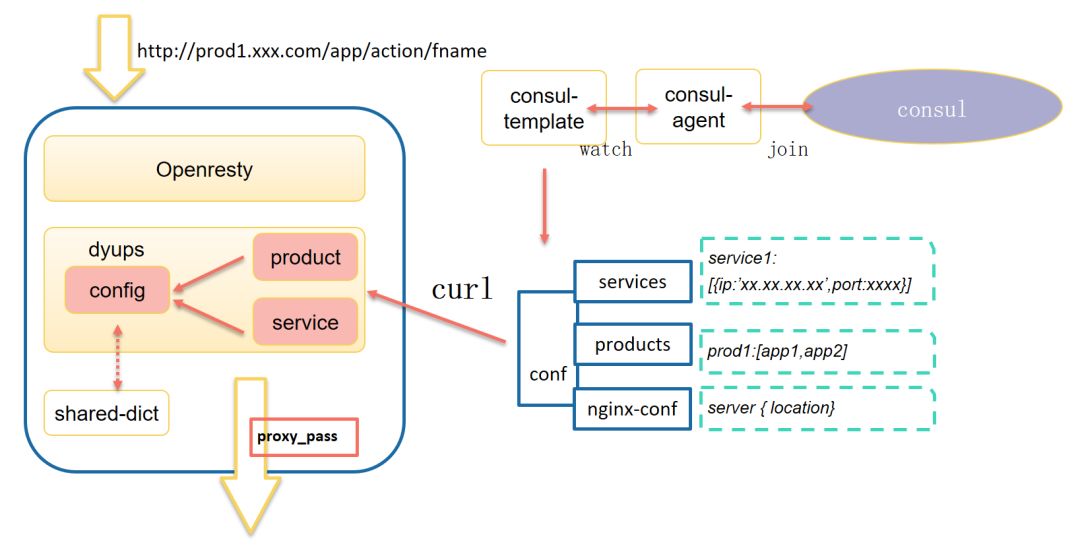 http://prod1.xxx.com/app/action/fname
Openresty
dyups
config
product
service
shared-dict
proxy_pass
curl
consul-
template
watch
consul-
agent
join
consul
conf
services
products
nginx-conf
service1:
[{ip:’xx.xx.xx.xx’,port:xxxx}]
prod1:[app1,app2]
server { location}